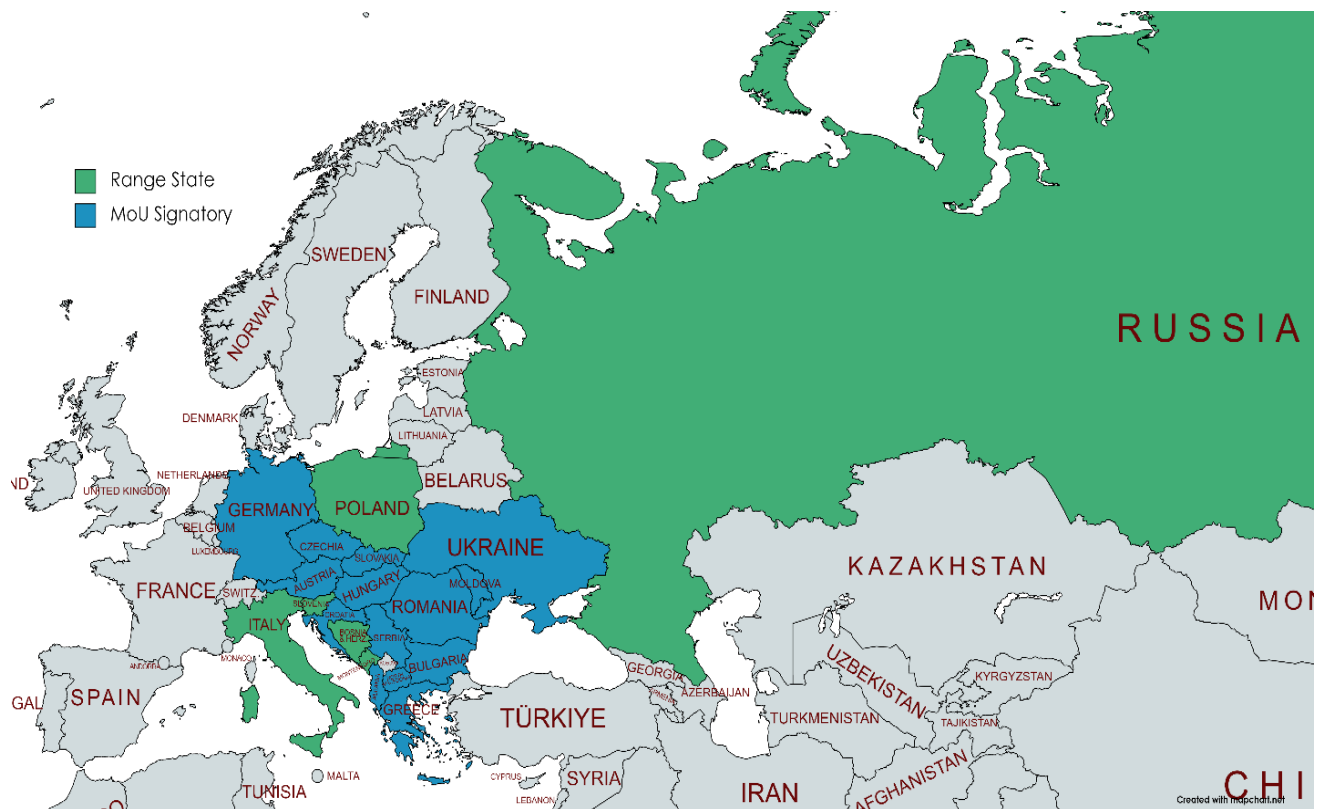 Range State
MoU Signatory
SWEDEN
FINLAND
NORWAY
RUSSIA
ESTONIA
LATVIA
DENMARK
LITHUANIA
NETHERLANDS
BELARUS
ND
UNITED KINGDOM
GERMANY
POLAND
BELGIUM
LUXEMBOURG
CZECHIA
UKRAINE
SLOVAKIA
KAZAKHSTAN
FRANCE
SWITZ.
AUSTRIA
HUNGARY
MOLDOVA
MON
SLOVENIA
ROMANIA
ITALY
CROATIA
BOSNIA
& HERZ.
SERBIA
MONACO
ANDORRA
BULGARIA
GEORGIA
UZBEKISTAN
KYRGYZSTAN
GAL
SPAIN
AZERBAIJAN
GREECE
TÜRKIYE
TURKMENISTAN
TAJIKISTAN
MALTA
CYPRUS
SYRIA
TUNISIA
LEBANON
IRAN
AFGHANISTAN
CHI
CO
Created with mapchart.net